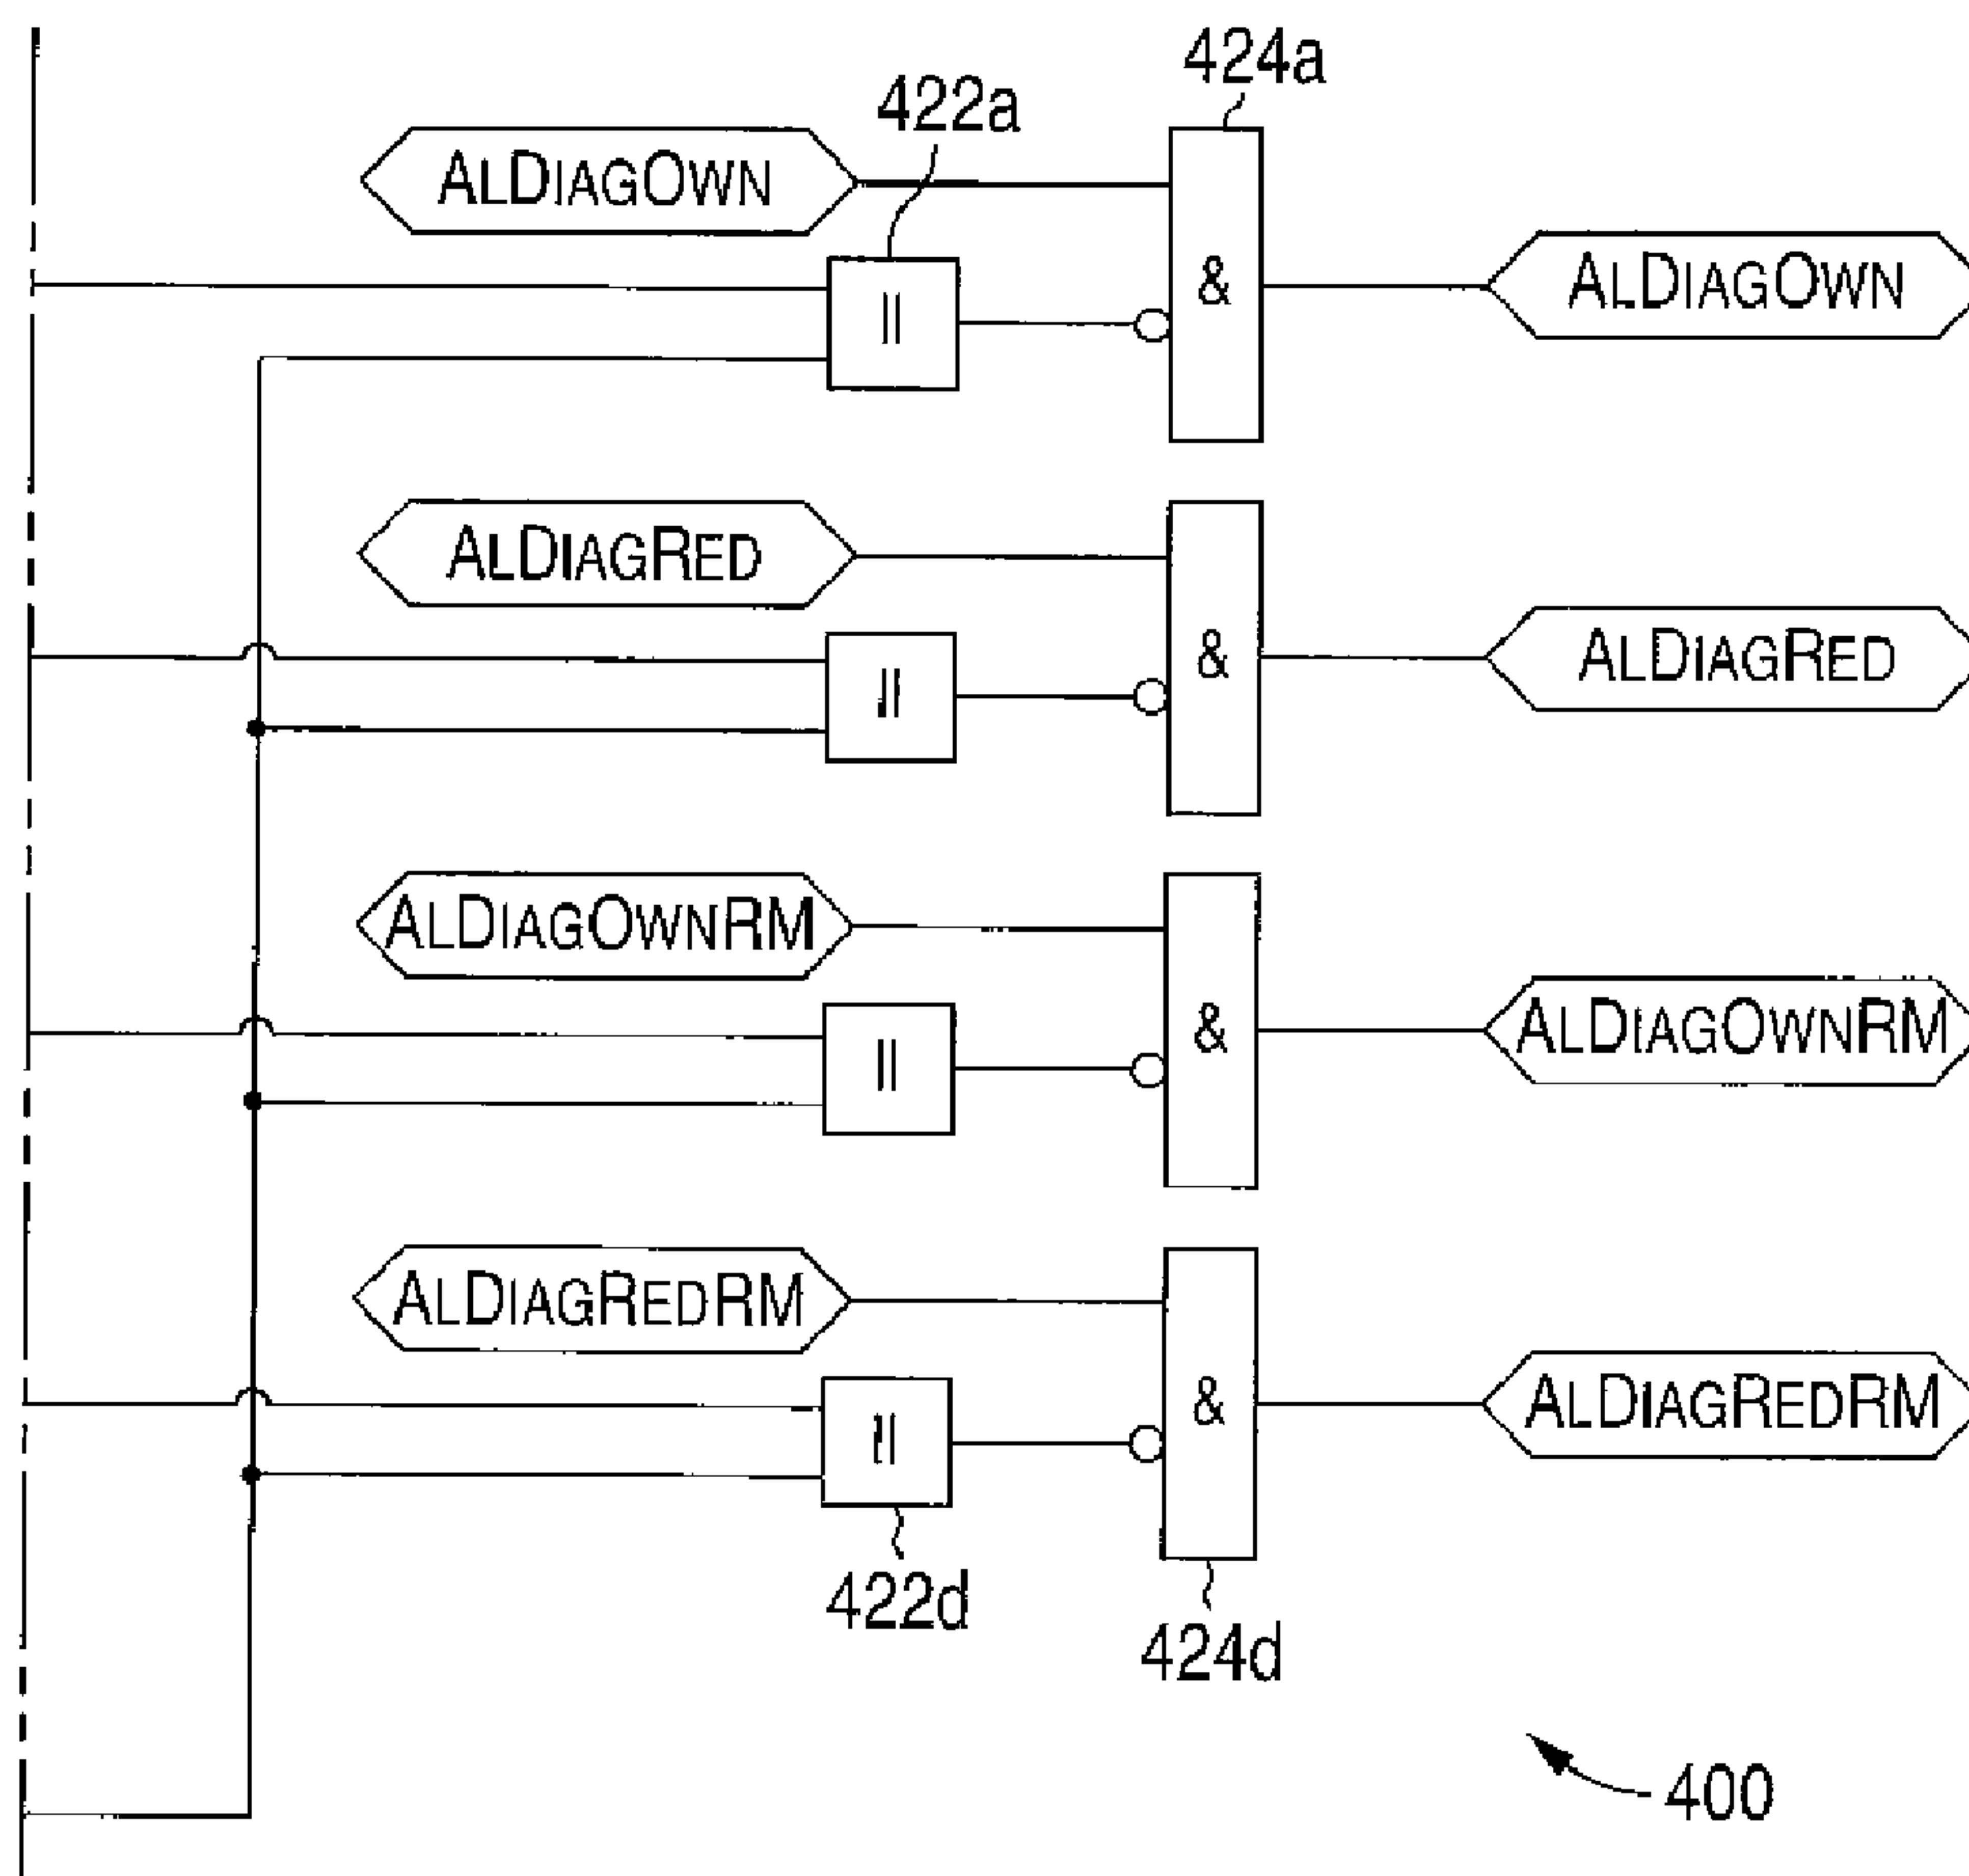 424a
422a
ALDIAGOWN
&
ALDIAGOWN
||
ALDIAGRED
&
ALDIAGRED
||
ALDIAGOWNRM
&
ALDIAGOWNRM
||
ALDIAGREDRM
&
ALDIAGREDRM
||
422d
424d
400